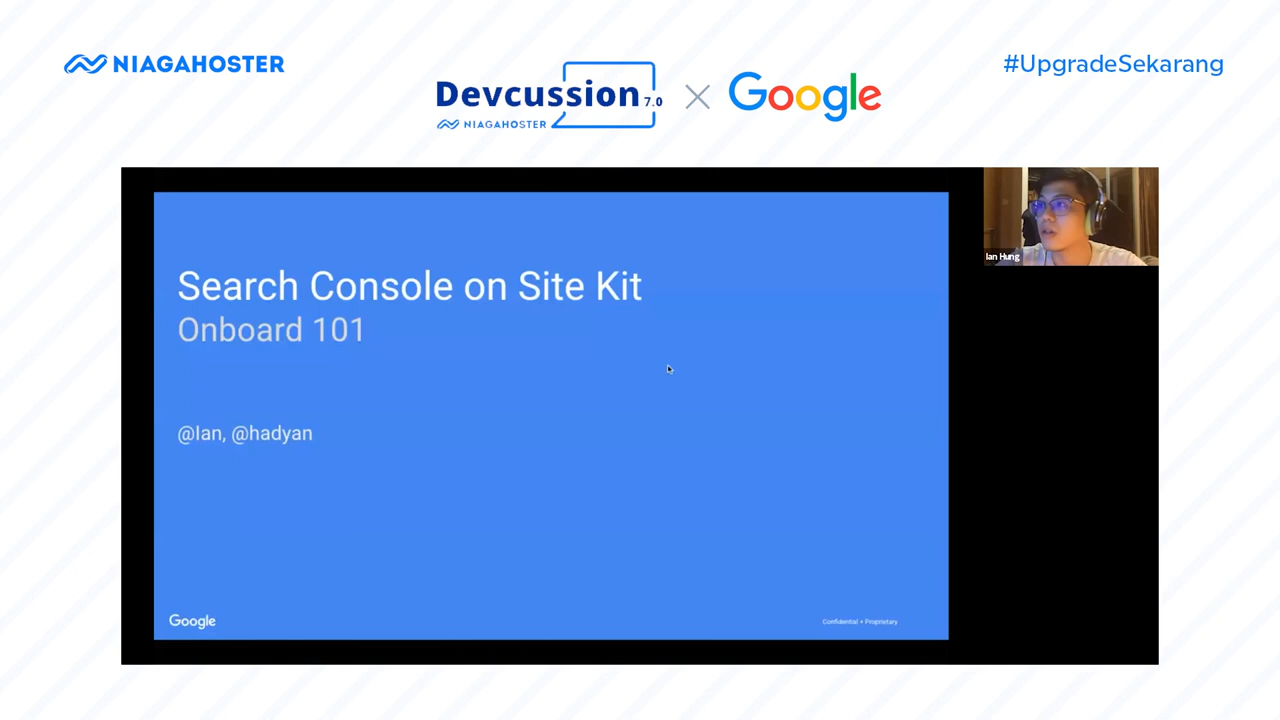 NIAGAHOSTER
#UpgradeSekarang
Devcussion 7.0
NIAGAHOSTER
Google
Search Console on Site Kit
Onboard 101
@Ian, @hadyan
Google
Confidential + Proprietary
Ian Hung